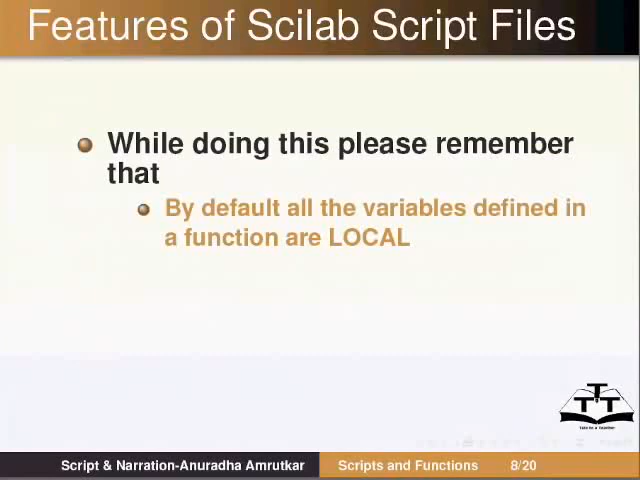 Features of Scilab Script Files
While doing this please remember
that
By default all the variables defined in
a function are LOCAL
TTT
Script & Narration-Anuradha Amrutkar
Scripts and Functions
8/20